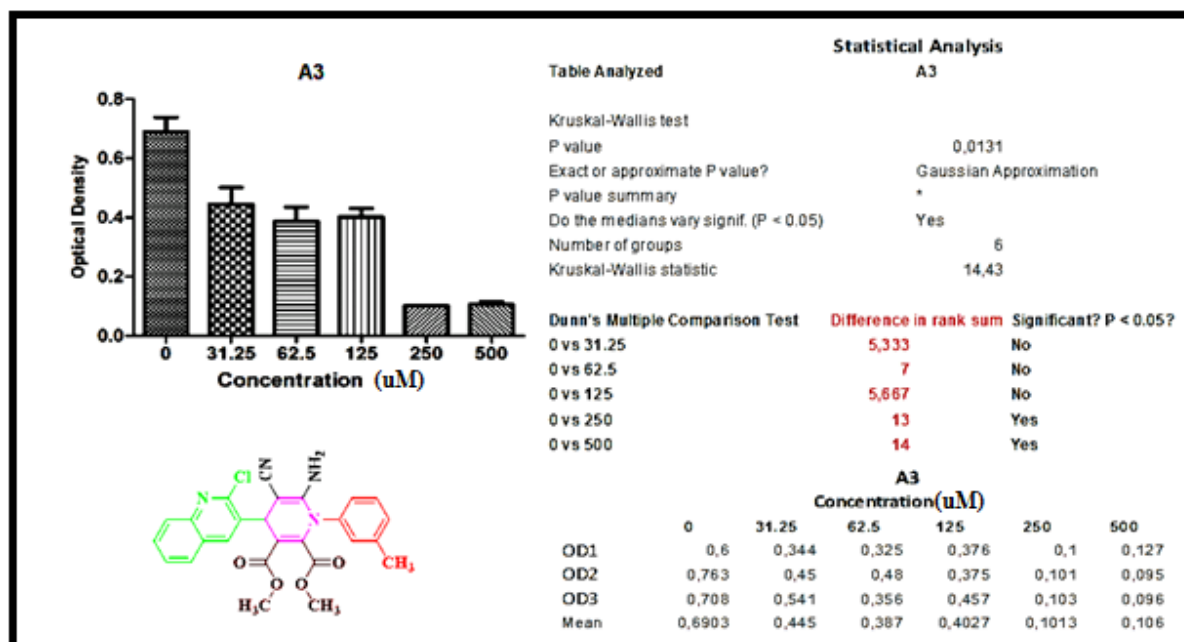 A3
Optical Density
0.8
0.6
0.4
0.2
0.0
0 31.25 62.5 125 250 500
Concentration (uM)
CN NH₂
N Cl
N
O O
O O
CH₃
H₃C CH₃
Statistical Analysis
Table Analyzed A3
Kruskal-Wallis test
P value 0,0131
Exact or approximate P value? Gaussian Approximation
P value summary *
Do the medians vary signif. (P < 0.05) Yes
Number of groups 6
Kruskal-Wallis statistic 14,43
Dunn's Multiple Comparison Test Difference in rank sum Significant? P < 0.05?
0 vs 31.25 5,333 No
0 vs 62.5 7 No
0 vs 125 5,667 No
0 vs 250 13 Yes
0 vs 500 14 Yes
A3
Concentration(uM)
0 31.25 62.5 125 250 500
OD1 0,6 0,344 0,325 0,376 0,1 0,127
OD2 0,763 0,45 0,48 0,375 0,101 0,095
OD3 0,708 0,541 0,356 0,457 0,103 0,096
Mean 0,6903 0,445 0,387 0,4027 0,1013 0,106